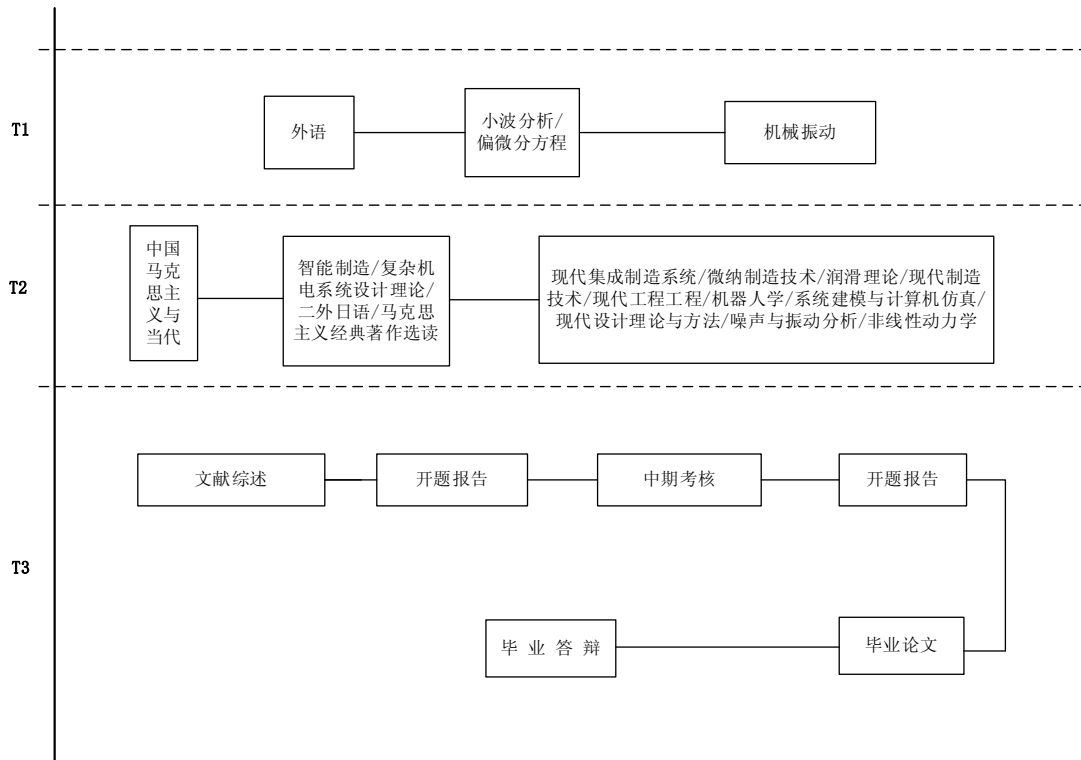 T1
外语
小波分析/
偏微分方程
机械振动
T2
中国
马克
思主
义与
当代
智能制造/复杂机
电系统设计理论/
二外日语/马克思
主义经典著作选读
现代集成制造系统/微纳制造技术/润滑理论/现代制造
技术/现代工程工程/机器人学/系统建模与计算机仿真/
现代设计理论与方法/噪声与振动分析/非线性动力学
T3
文献综述
开题报告
中期考核
开题报告
毕业论文
毕 业 答 辩